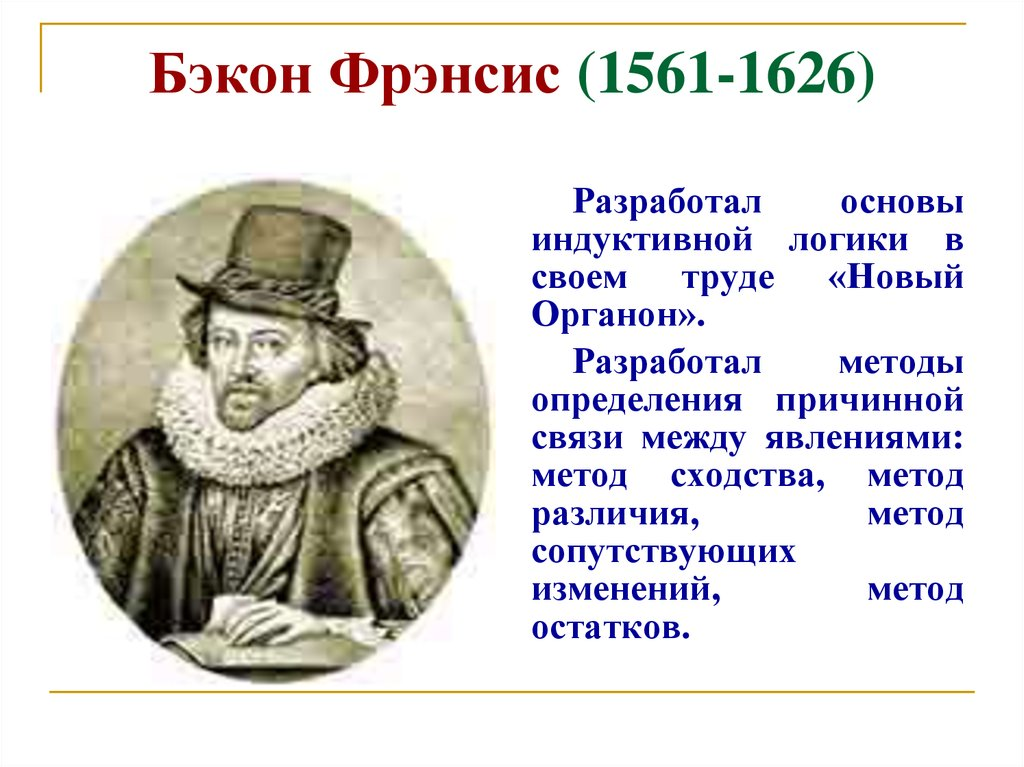 Бэкон Фрэнсис (1561-1626)
Разработал основы
индуктивной логики в
своем труде «Новый
Органон».
Разработал методы
определения причинной
связи между явлениями:
метод сходства, метод
различия, метод
сопутствующих
изменений, метод
остатков.